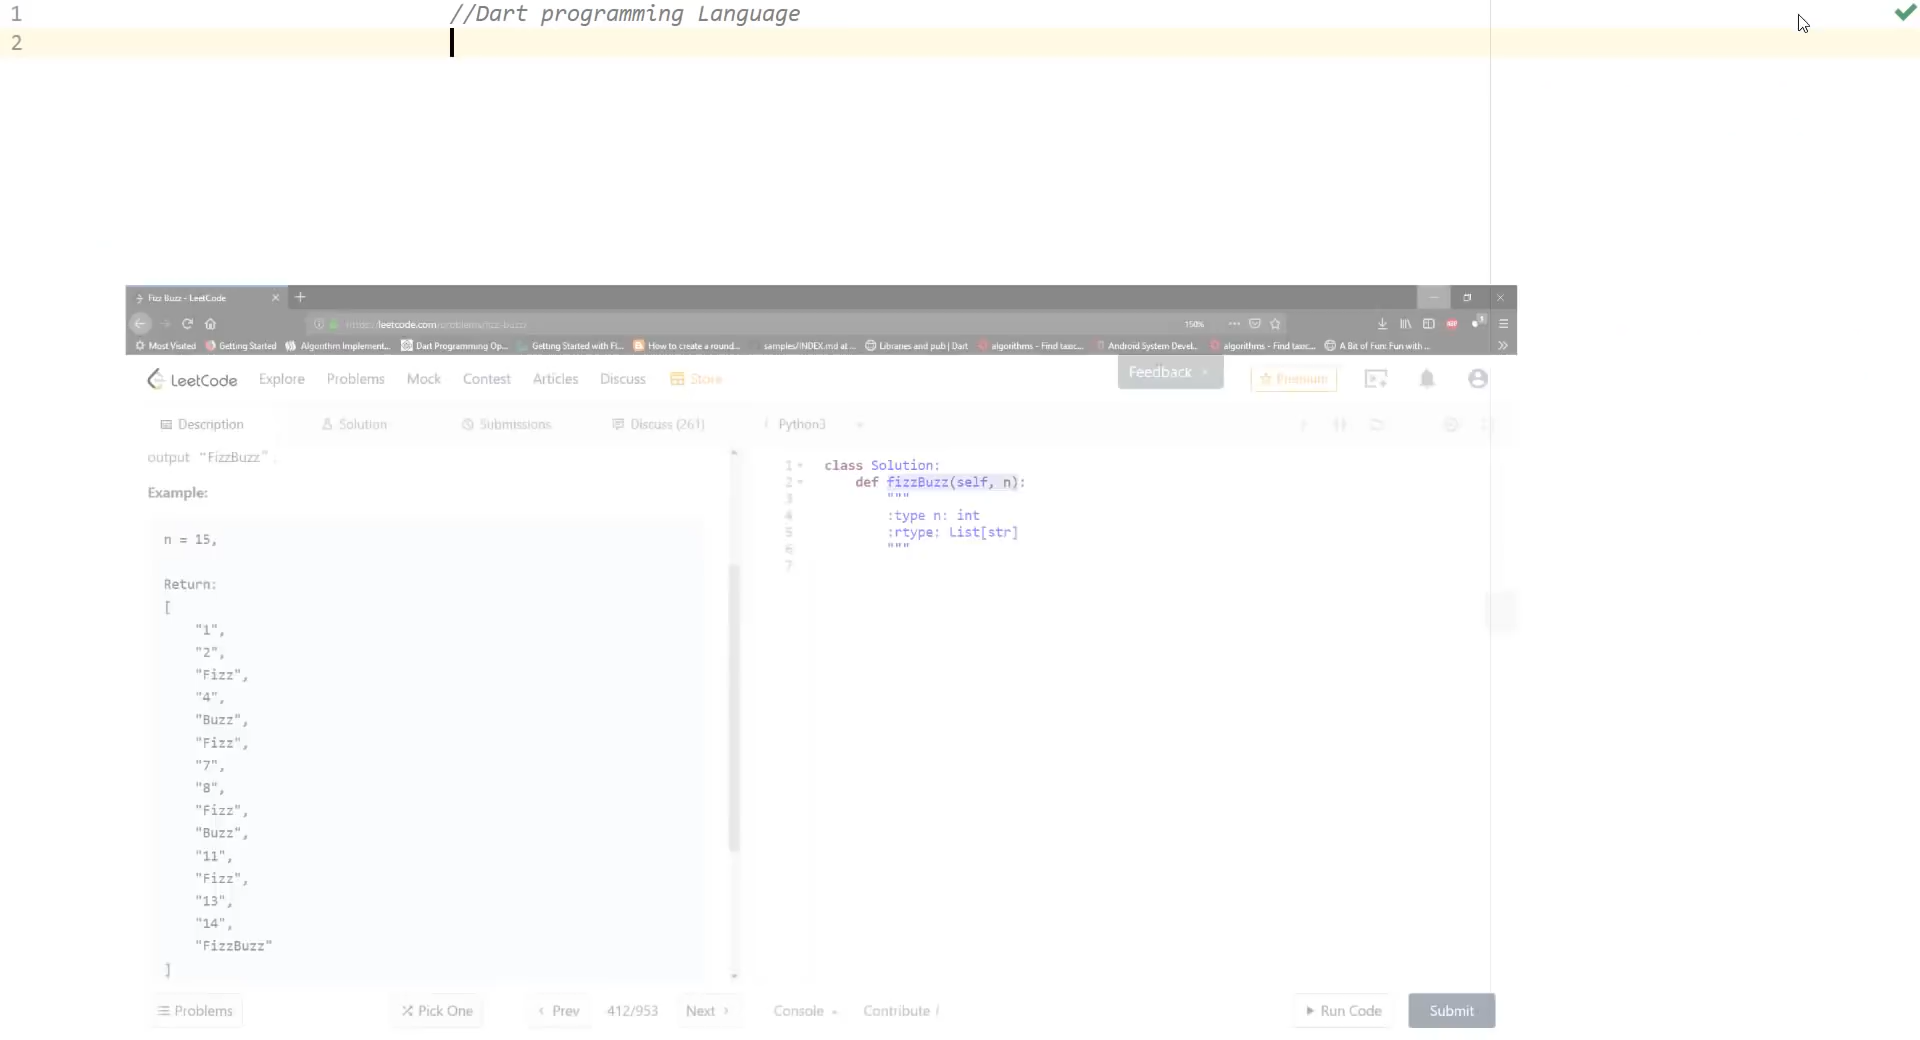 1 //Dart programming Language
2
Fizz Buzz - LeetCode
https://leetcode.com/problems/fizz-buzz/ 150%
Most Visited Getting Started Algorithm Implement... Dart Programming Op... Getting Started with Fl... How to create a round... samples/INDEX.md at ... Libraries and pub | Dart algorithms - Find taxic... Android System Devel... algorithms - Find taxic... A Bit of Fun: Fun with ...
LeetCode Explore Problems Mock Contest Articles Discuss Store Feedback Premium
Description Solution Submissions Discuss (261) Python3
output “FizzBuzz”.
Example:
n = 15,
Return:
[
"1",
"2",
"Fizz",
"4",
"Buzz",
"Fizz",
"7",
"8",
"Fizz",
"Buzz",
"11",
"Fizz",
"13",
"14",
"FizzBuzz"
]
1 class Solution:
2 def fizzBuzz(self, n):
3 """
4 :type n: int
5 :rtype: List[str]
6 """
7
Problems Pick One Prev 412/953 Next Console Contribute i Run Code Submit